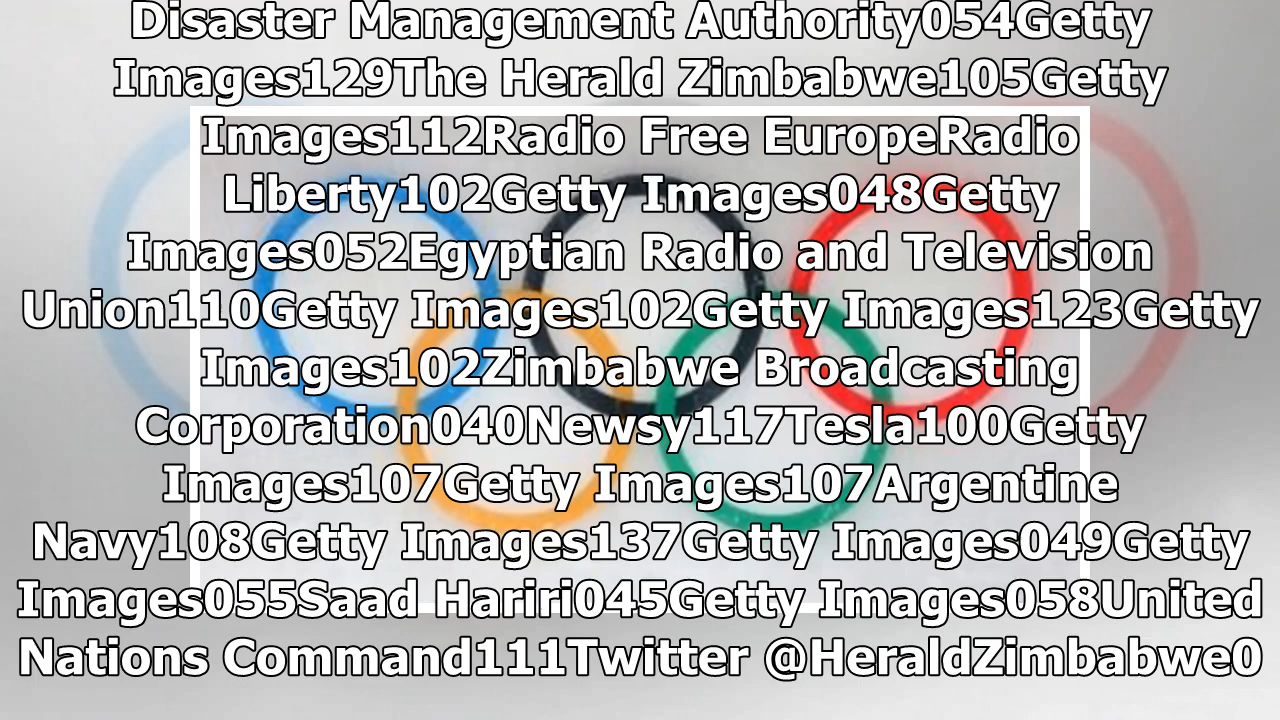 Disaster Management Authority054Getty
Images129The Herald Zimbabwe105Getty
Images112Radio Free EuropeRadio
Liberty102Getty Images048Getty
Images052Egyptian Radio and Television
Union110Getty Images102Getty Images123Getty
Images102Zimbabwe Broadcasting
Corporation040Newsy117Tesla100Getty
Images107Getty Images107Argentine
Navy108Getty Images137Getty Images049Getty
Images055Saad Hariri045Getty Images058United
Nations Command111Twitter @HeraldZimbabwe0